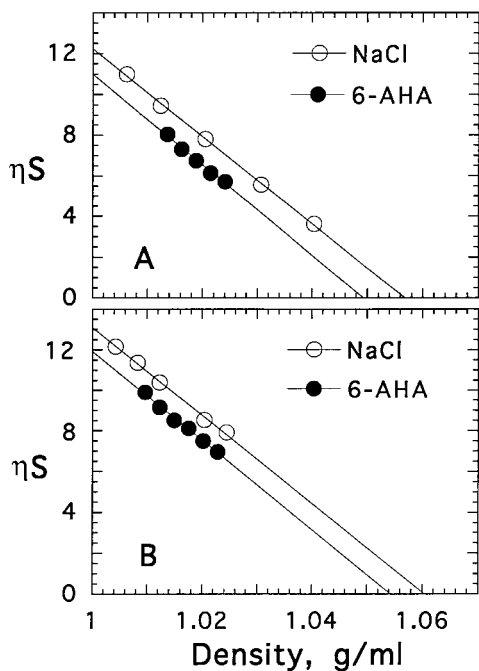 12
NaCl
6-AHA
8
ηS
4
A
0
12
NaCl
6-AHA
8
ηS
4
B
0
1 1.02 1.04 1.06
Density, g/ml